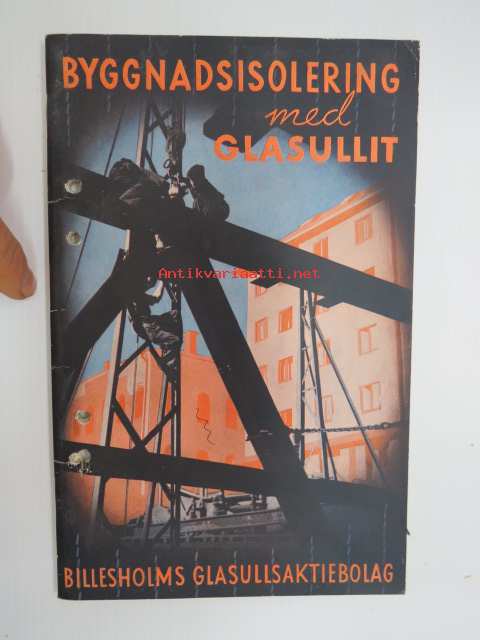 BYGGNADSISOLERING
med
GLASULLIT
Antikvariaatti.net
BILLESHOLMS GLASULLSAKTIEBOLAG